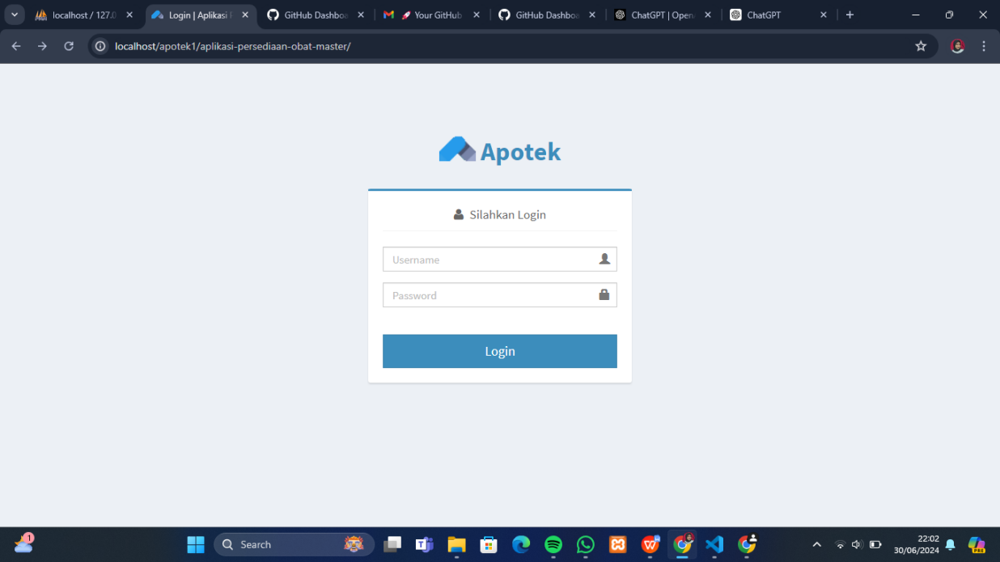 localhost / 127.0
Login | Aplikasi P
GitHub Dashboa
Your GitHub
GitHub Dashboa
ChatGPT | Open
ChatGPT
localhost/apotek1/aplikasi-persediaan-obat-master/
Apotek
Silahkan Login
Username
Password
Login
1
Search
22:02
30/06/2024
PRE